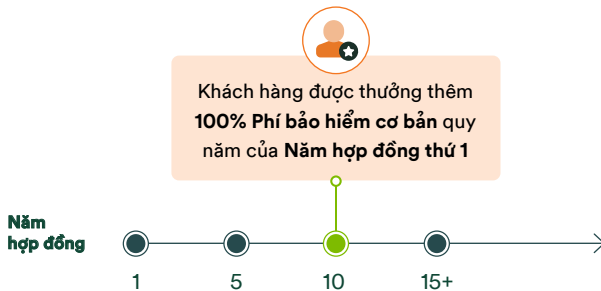 Khách hàng được thưởng thêm
100% Phí bảo hiểm cơ bản quy
năm của Năm hợp đồng thứ 1
Năm
hợp đồng
1 5 10 15+